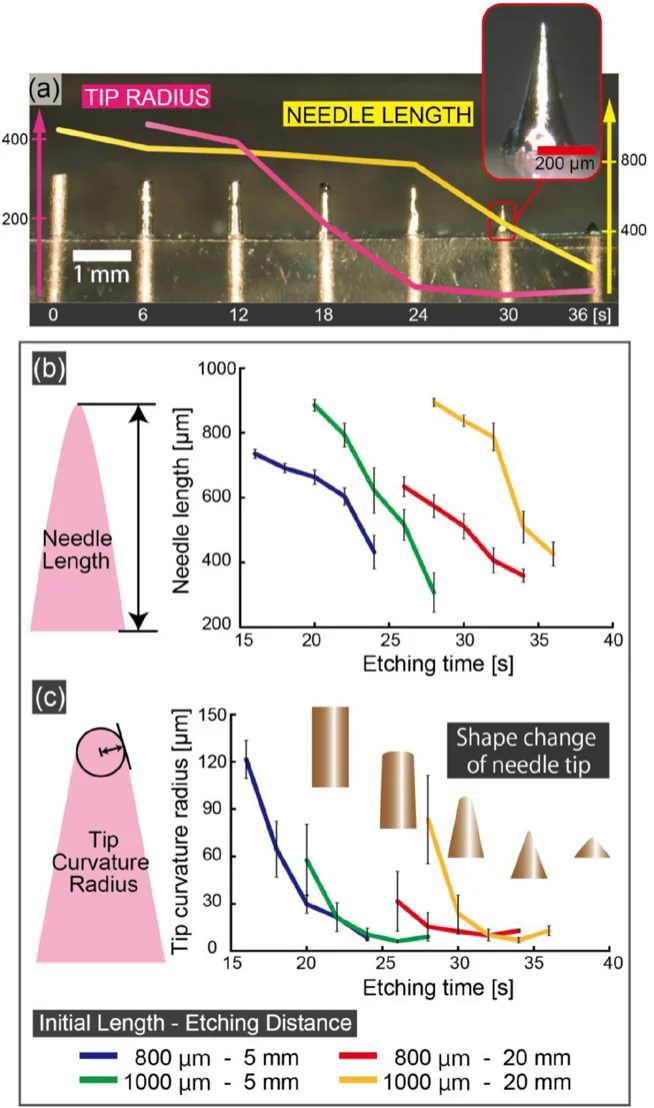 (a)
TIP RADIUS
NEEDLE LENGTH
200 µm
400
200
800
400
1 mm
0 6 12 18 24 30 36 [s]
(b)
Needle
Length
Needle length [µm]
1000
800
600
400
200
15 20 25 30 35 40
Etching time [s]
(c)
Tip
Curvature
Radius
Tip curvature radius [µm]
150
120
90
60
30
0
Shape change
of needle tip
15 20 25 30 35 40
Etching time [s]
Initial Length - Etching Distance
800 µm - 5 mm
800 µm - 20 mm
1000 µm - 5 mm
1000 µm - 20 mm